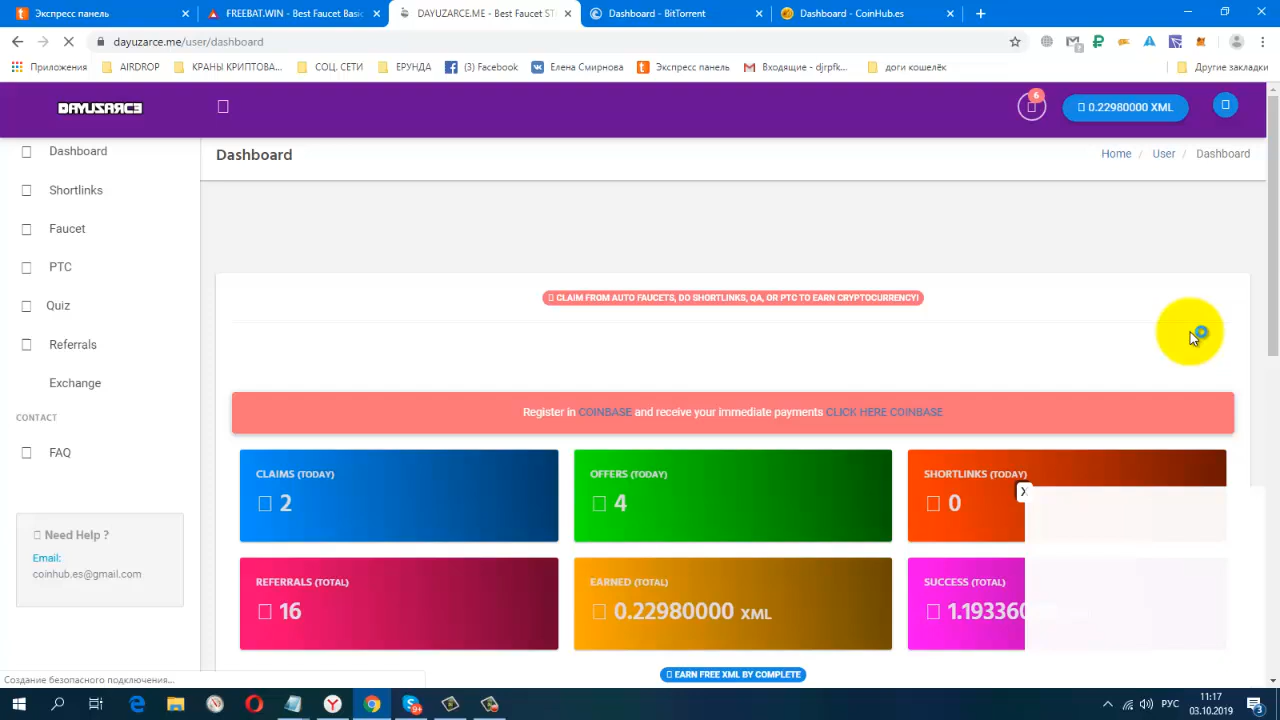 Экспресс панель
FREEBAT.WIN - Best Faucet Basic
DAYUZARCE.ME - Best Faucet ST
Dashboard - BitTorrent
Dashboard - CoinHub.es
dayuzarce.me/user/dashboard
Приложения
AIRDROP
КРАНЫ КРИПТОВА...
СОЦ. СЕТИ
ЕРУНДА
(3) Facebook
Елена Смирнова
Экспресс панель
Входящие - djrpfk...
доги кошелёк
Другие закладки
DAYUZARCE
6
0.22980000 XML
Dashboard
Shortlinks
Faucet
PTC
Quiz
Referrals
Exchange
CONTACT
FAQ
Need Help ?
Email:
coinhub.es@gmail.com
Dashboard
Home / User / Dashboard
CLAIM FROM AUTO FAUCETS, DO SHORTLINKS, QA, OR PTC TO EARN CRYPTOCURRENCY!
Register in COINBASE and receive your immediate payments CLICK HERE COINBASE
CLAIMS (TODAY)
2
OFFERS (TODAY)
4
SHORTLINKS (TODAY)
0
X
REFERRALS (TOTAL)
16
EARNED (TOTAL)
0.22980000 XML
SUCCESS (TOTAL)
1.193360
EARN FREE XML BY COMPLETE
Создание безопасного подключения...
9+
РУС
11:17
03.10.2019
3